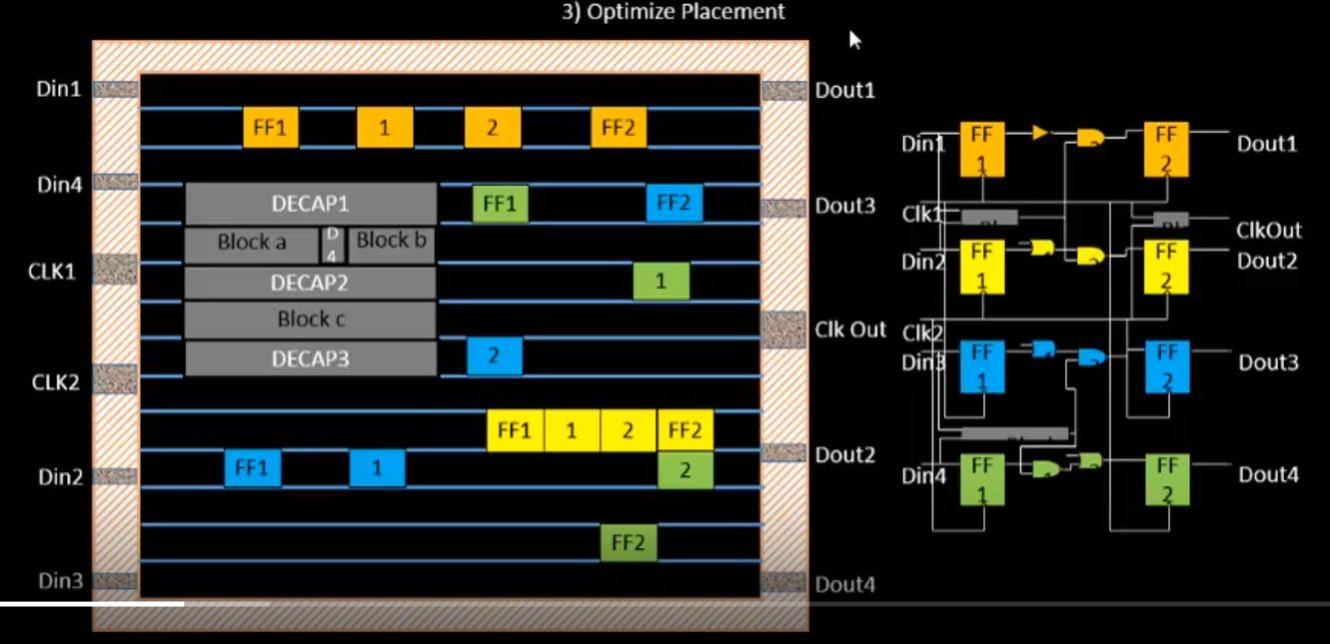 3) Optimize Placement
Din1
Dout1
FF1 1 2 FF2
Din4
DECAP1
FF1 FF2
Dout3
Block a D4 Block b
CLK1
DECAP2
1
Block c
Clk Out
DECAP3
2
CLK2
FF1 1 2 FF2
Dout2
FF1 1
2
Din2
FF2
Din3
Dout4
Din1
FF 1
FF 2
Dout1
Clk1
ClkOut
Din2
FF 1
FF 2
Dout2
Clk2
Din3
FF 1
FF 2
Dout3
Din4
FF 1
FF 2
Dout4